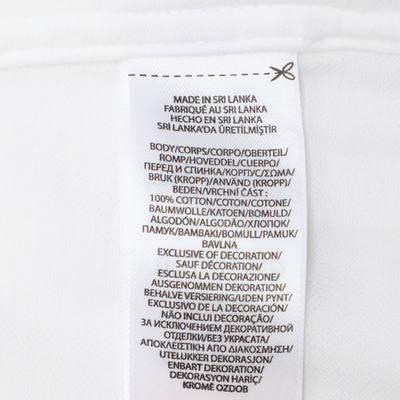 MADE IN SRI LANKA
FABRIQUÉ AU SRI LANKA
HECHO EN SRI LANKA
SRİ LANKA'DA ÜRETİLMİŞTİR
BODY/CORPS/CORPO/OBERTEIL/
ROMP/HOVEDDEL/CUERPO/
ПЕРЕД И СПИНКА/КОРПУС/ΣΩΜΑ/
BRUK (KROPP)/ANVÄND (KROPP)/
BEDEN/VRCHNÍ ČÁST :
100% COTTON/COTON/COTONE/
BAUMWOLLE/KATOEN/BOMULD/
ALGODÓN/ALGODÃO/ХЛОПОК/
ПАМУК/ΒΑΜΒΑΚΙ/BOMULL/PAMUK/
BAVLNA
EXCLUSIVE OF DECORATION/
SAUF DÉCORATION/
ESCLUSA LA DECORAZIONE/
AUSGENOMMEN DEKORATION/
BEHALVE VERSIERING/UDEN PYNT/
EXCLUSIVO DE LA DECORACIÓN/
NÃO INCLUI DECORAÇÃO/
ЗА ИСКЛЮЧЕНИЕМ ДЕКОРАТИВНОЙ
ОТДЕЛКИ/БЕЗ УКРАСАТА/
ΑΠΟΚΛΕΙΣΤΙΚΗ ΑΠΟ ΔΙΑΚΟΣΜΗΣΗ/
UTELUKKER DEKORASJON/
ENBART DEKORATION/
DEKORASYON HARİÇ/
KROMĚ OZDOB